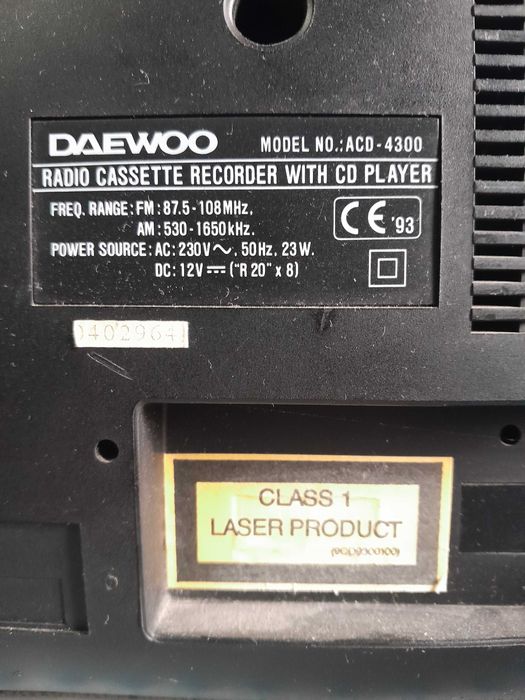 DAEWOO MODEL NO.: ACD-4300
RADIO CASSETTE RECORDER WITH CD PLAYER
FREQ. RANGE: FM: 87.5-108MHz,
AM: 530-1650kHz.
CE '93
POWER SOURCE: AC: 230V~, 50Hz, 23W.
DC: 12V⎓ ("R 20" x 8)
04029641
CLASS 1
LASER PRODUCT